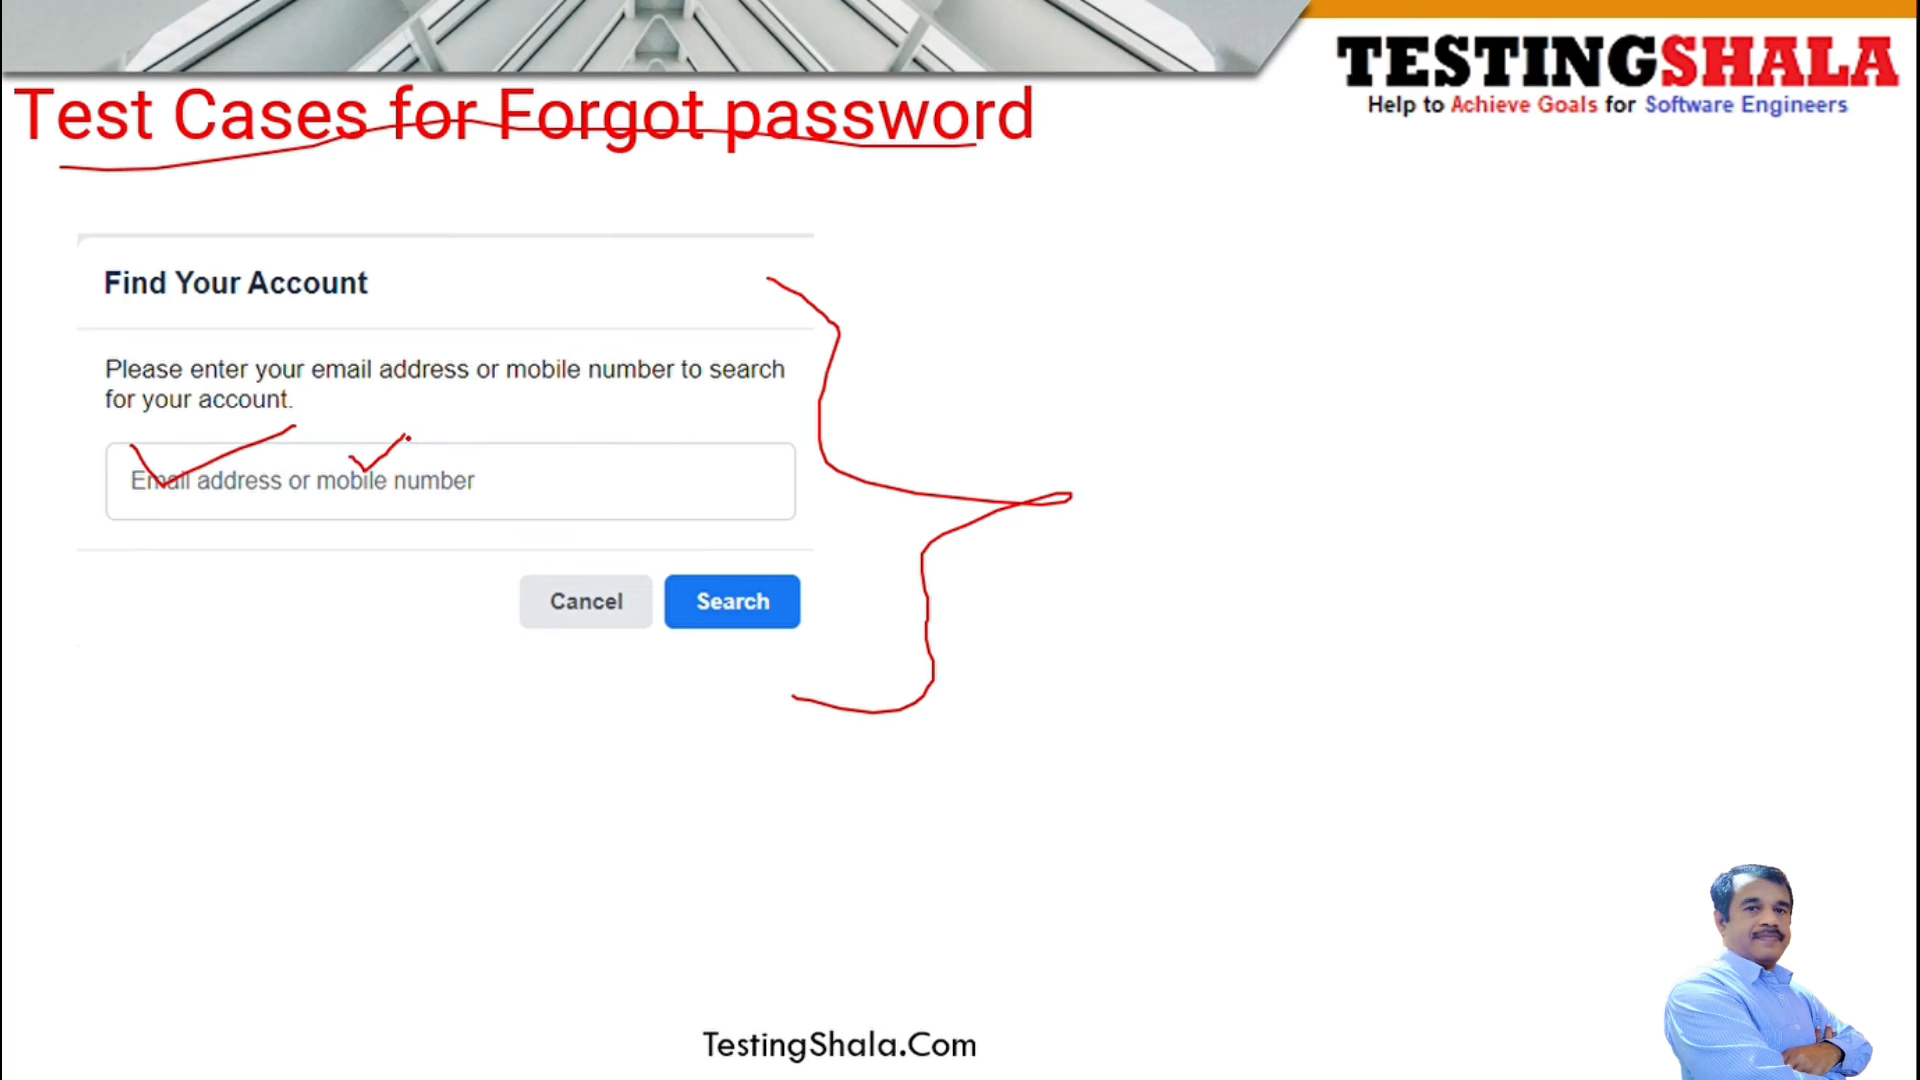 TESTINGSHALA
Help to Achieve Goals for Software Engineers
Test Cases for Forgot password
Find Your Account
Please enter your email address or mobile number to search
for your account.
Email address or mobile number
Cancel
Search
TestingShala.Com